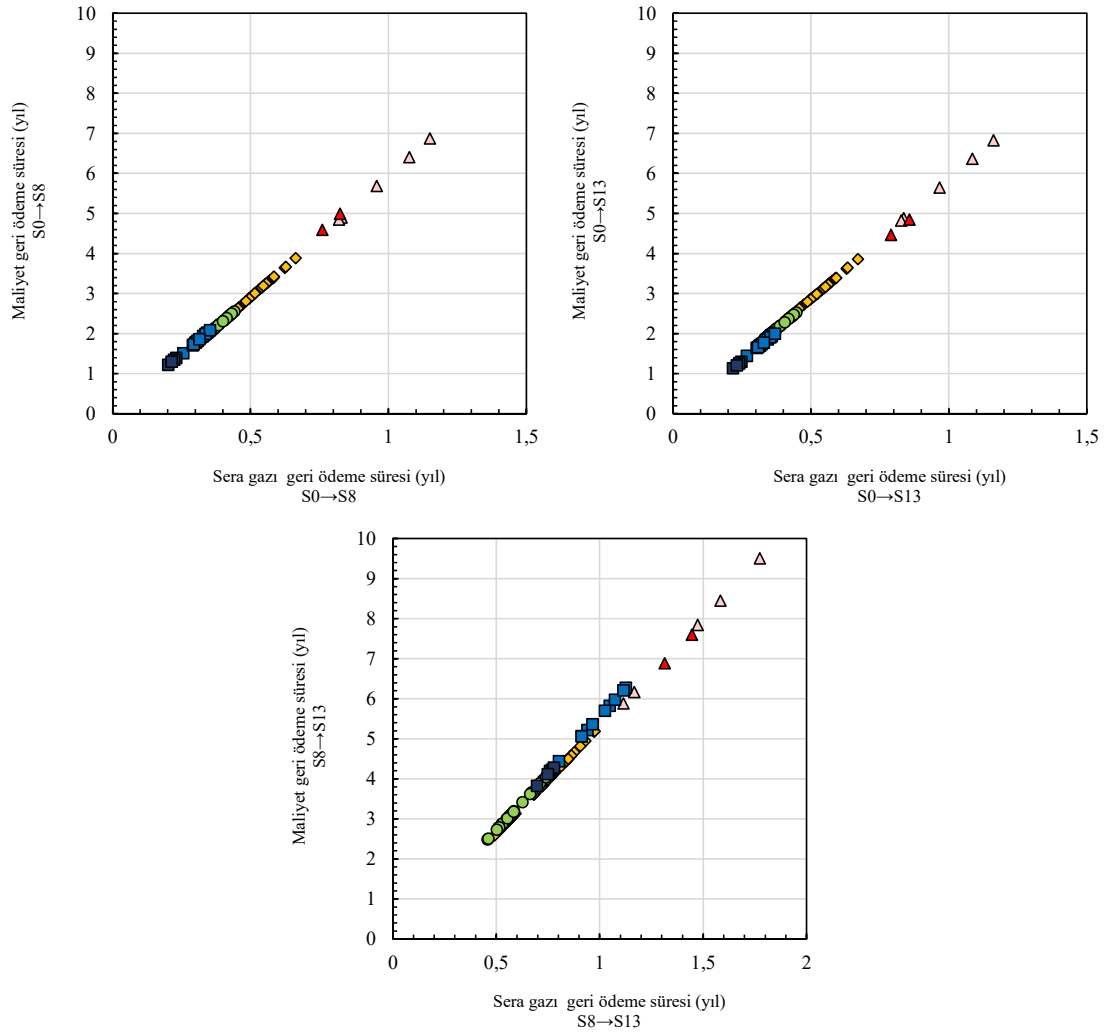 10
9
8
7
6
5
4
3
2
1
0
Maliyet geri ödeme süresi (yıl)
S0→S8
0 0,5 1 1,5
Sera gazı geri ödeme süresi (yıl)
S0→S8
10
9
8
7
6
5
4
3
2
1
0
Maliyet geri ödeme süresi (yıl)
S0→S13
0 0,5 1 1,5
Sera gazı geri ödeme süresi (yıl)
S0→S13
10
9
8
7
6
5
4
3
2
1
0
Maliyet geri ödeme süresi (yıl)
S8→S13
0 0,5 1 1,5 2
Sera gazı geri ödeme süresi (yıl)
S8→S13